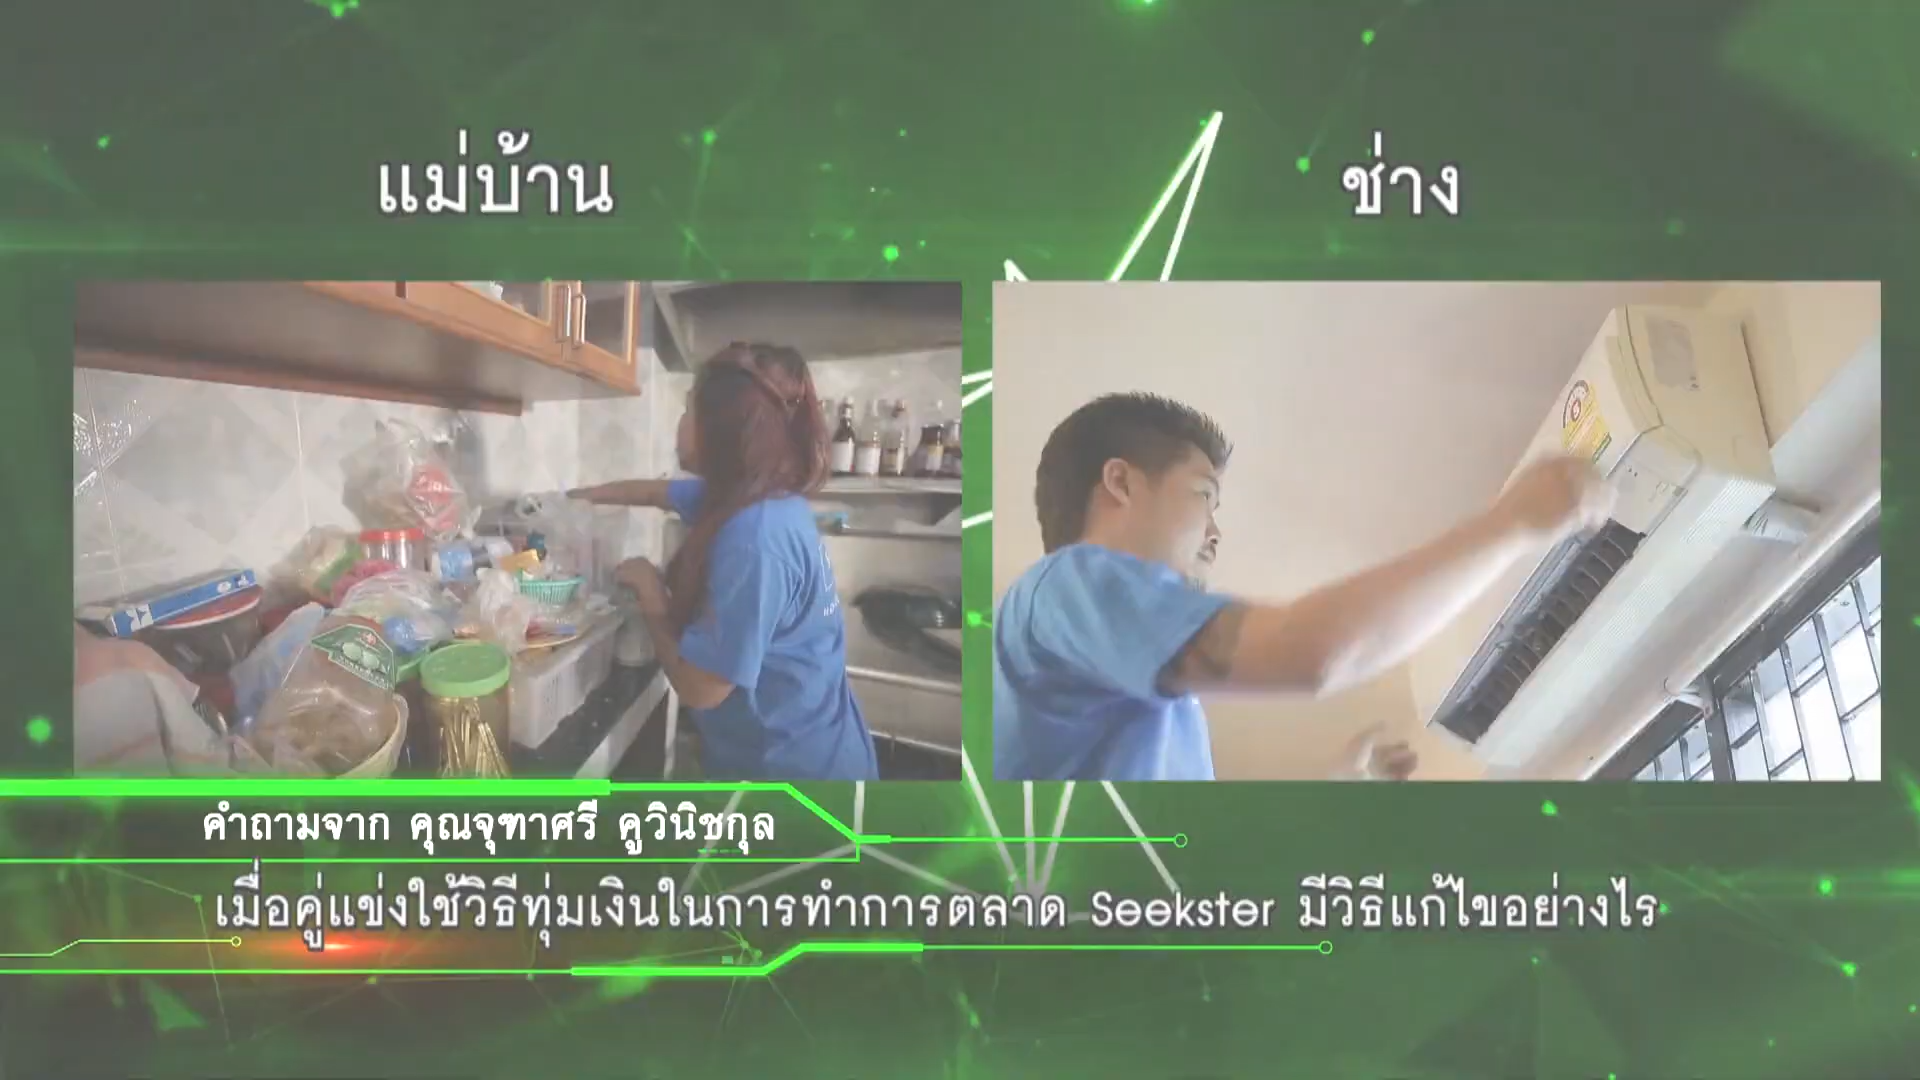 แม่บ้าน
ช่าง
คำถามจาก คุณจุฑาศรี คูวินิชกุล
เมื่อคู่แข่งใช้วิธีทุ่มเงินในการทำการตลาด Seekster มีวิธีแก้ไขอย่างไร